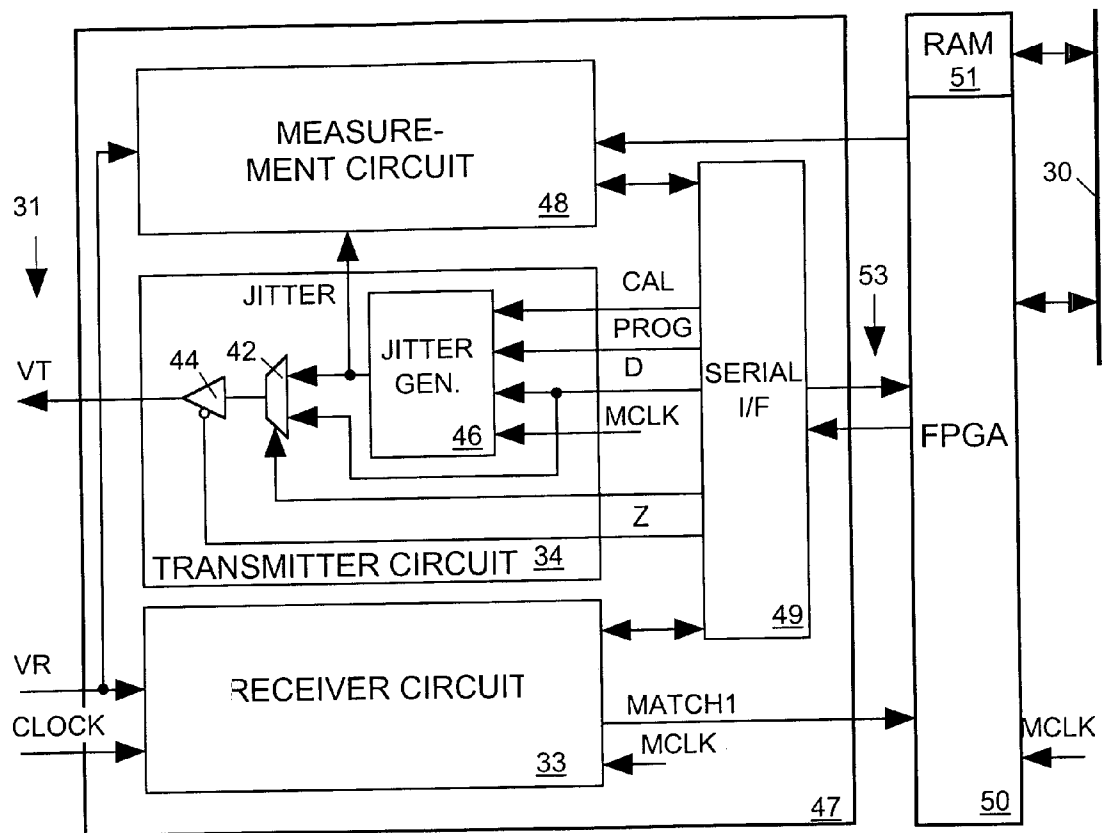 RAM
51
MEASURE-
MENT CIRCUIT
48
30
31
53
CAL
JITTER
PROG
42
44
JITTER
GEN.
D
SERIAL
I/F
VT
MCLK
46
FPGA
Z
TRANSMITTER CIRCUIT 34
49
VR
RECEIVER CIRCUIT
MATCH1
CLOCK
MCLK
MCLK
33
47
50